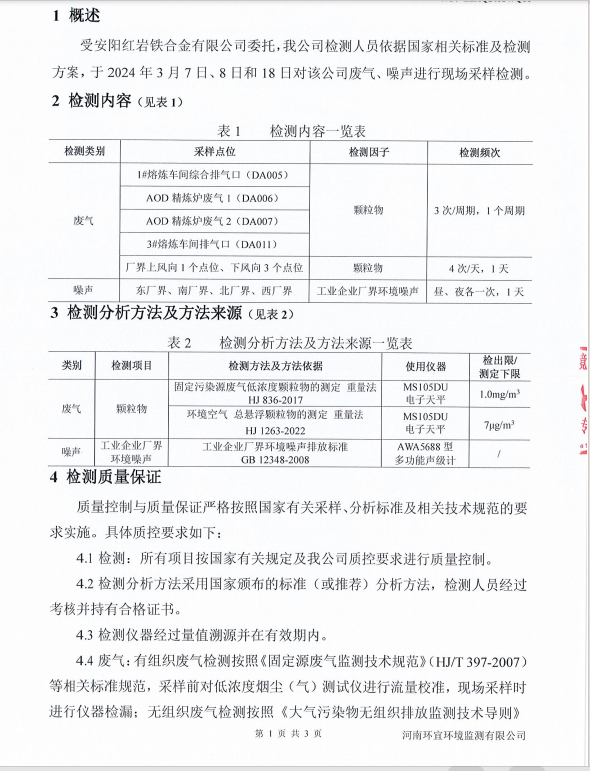 1 概述
受安阳红岩铁合金有限公司委托，我公司检测人员依据国家相关标准及检测
方案，于 2024 年 3 月 7 日、8 日和 18 日对该公司废气、噪声进行现场采样检测。
2 检测内容（见表 1）
表 1 检测内容一览表
检测类别 采样点位 检测因子 检测频次
废气
1#熔炼车间综合排气口（DA005）
AOD 精炼炉废气 1（DA006）
AOD 精炼炉废气 2（DA007）
3#熔炼车间排气口（DA011）
颗粒物 3 次/周期，1 个周期
厂界上风向 1 个点位、下风向 3 个点位 颗粒物 4 次/天，1 天
噪声 东厂界、南厂界、北厂界、西厂界 工业企业厂界环境噪声 昼、夜各一次，1 天
3 检测分析方法及方法来源（见表 2）
表 2 检测分析方法及方法来源一览表
类别 检测项目 检测方法及方法依据 使用仪器 检出限/
测定下限
废气 颗粒物
固定污染源废气低浓度颗粒物的测定 重量法
HJ 836-2017
MS105DU
电子天平
1.0mg/m³
环境空气 总悬浮颗粒物的测定 重量法
HJ 1263-2022
MS105DU
电子天平
7μg/m³
噪声 工业企业厂界
环境噪声
工业企业厂界环境噪声排放标准
GB 12348-2008
AWA5688 型
多功能声级计
/
4 检测质量保证
质量控制与质量保证严格按照国家有关采样、分析标准及相关技术规范的要
求实施。具体质控要求如下：
4.1 检测：所有项目按国家有关规定及我公司质控要求进行质量控制。
4.2 检测分析方法采用国家颁布的标准（或推荐）分析方法，检测人员经过
考核并持有合格证书。
4.3 检测仪器经过量值溯源并在有效期内。
4.4 废气：有组织废气检测按照《固定源废气监测技术规范》（HJ/T 397-2007）
等相关标准规范，采样前对低浓度烟尘（气）测试仪进行流量校准，现场采样时
进行仪器检漏；无组织废气检测按照《大气污染物无组织排放监测技术导则》
第 1 页 共 3 页 河南环宜环境监测有限公司